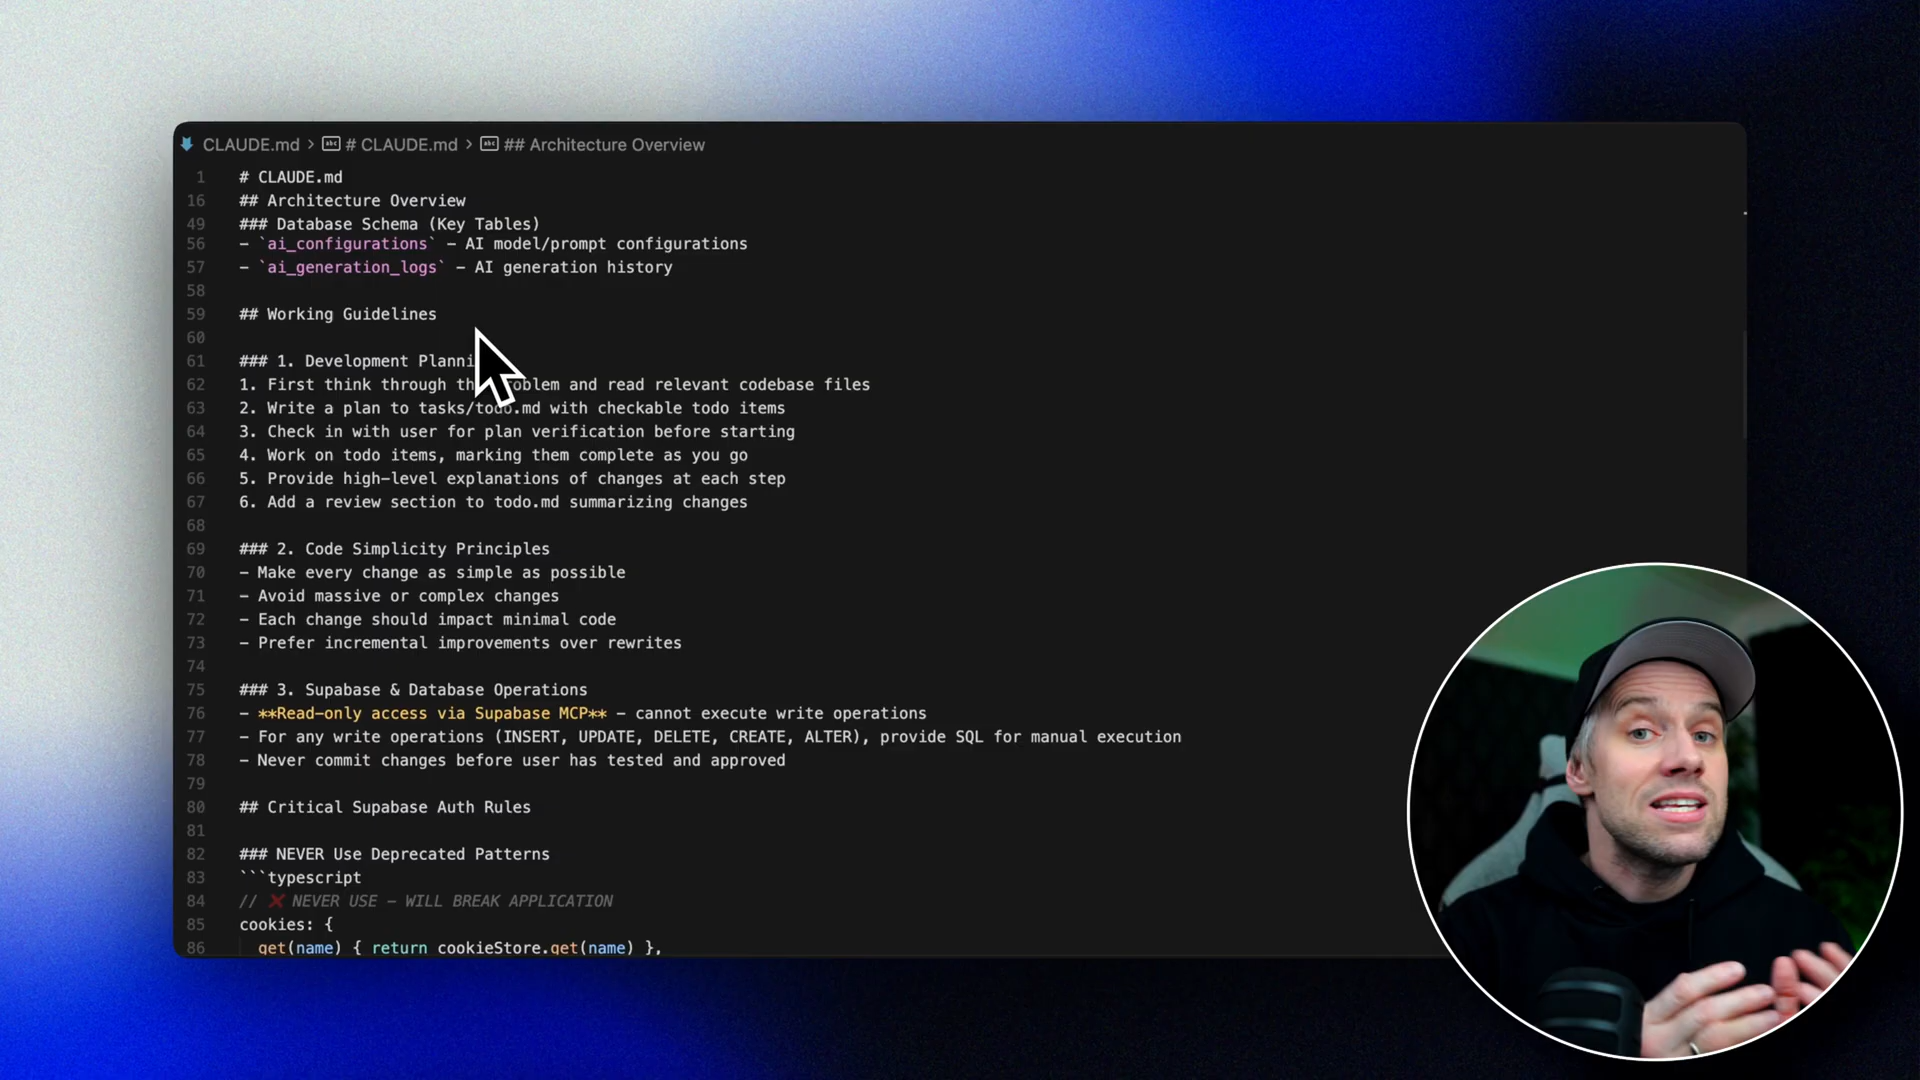 CLAUDE.md > # CLAUDE.md > ## Architecture Overview
1 # CLAUDE.md
16 ## Architecture Overview
49 ### Database Schema (Key Tables)
56 - `ai_configurations` - AI model/prompt configurations
57 - `ai_generation_logs` - AI generation history
58
59 ## Working Guidelines
60
61 ### 1. Development Planni
62 1. First think through the problem and read relevant codebase files
63 2. Write a plan to tasks/todo.md with checkable todo items
64 3. Check in with user for plan verification before starting
65 4. Work on todo items, marking them complete as you go
66 5. Provide high-level explanations of changes at each step
67 6. Add a review section to todo.md summarizing changes
68
69 ### 2. Code Simplicity Principles
70 - Make every change as simple as possible
71 - Avoid massive or complex changes
72 - Each change should impact minimal code
73 - Prefer incremental improvements over rewrites
74
75 ### 3. Supabase & Database Operations
76 - **Read-only access via Supabase MCP** - cannot execute write operations
77 - For any write operations (INSERT, UPDATE, DELETE, CREATE, ALTER), provide SQL for manual execution
78 - Never commit changes before user has tested and approved
79
80 ## Critical Supabase Auth Rules
81
82 ### NEVER Use Deprecated Patterns
83 ```typescript
84 // ❌ NEVER USE - WILL BREAK APPLICATION
85 cookies: {
86 get(name) { return cookieStore.get(name) },